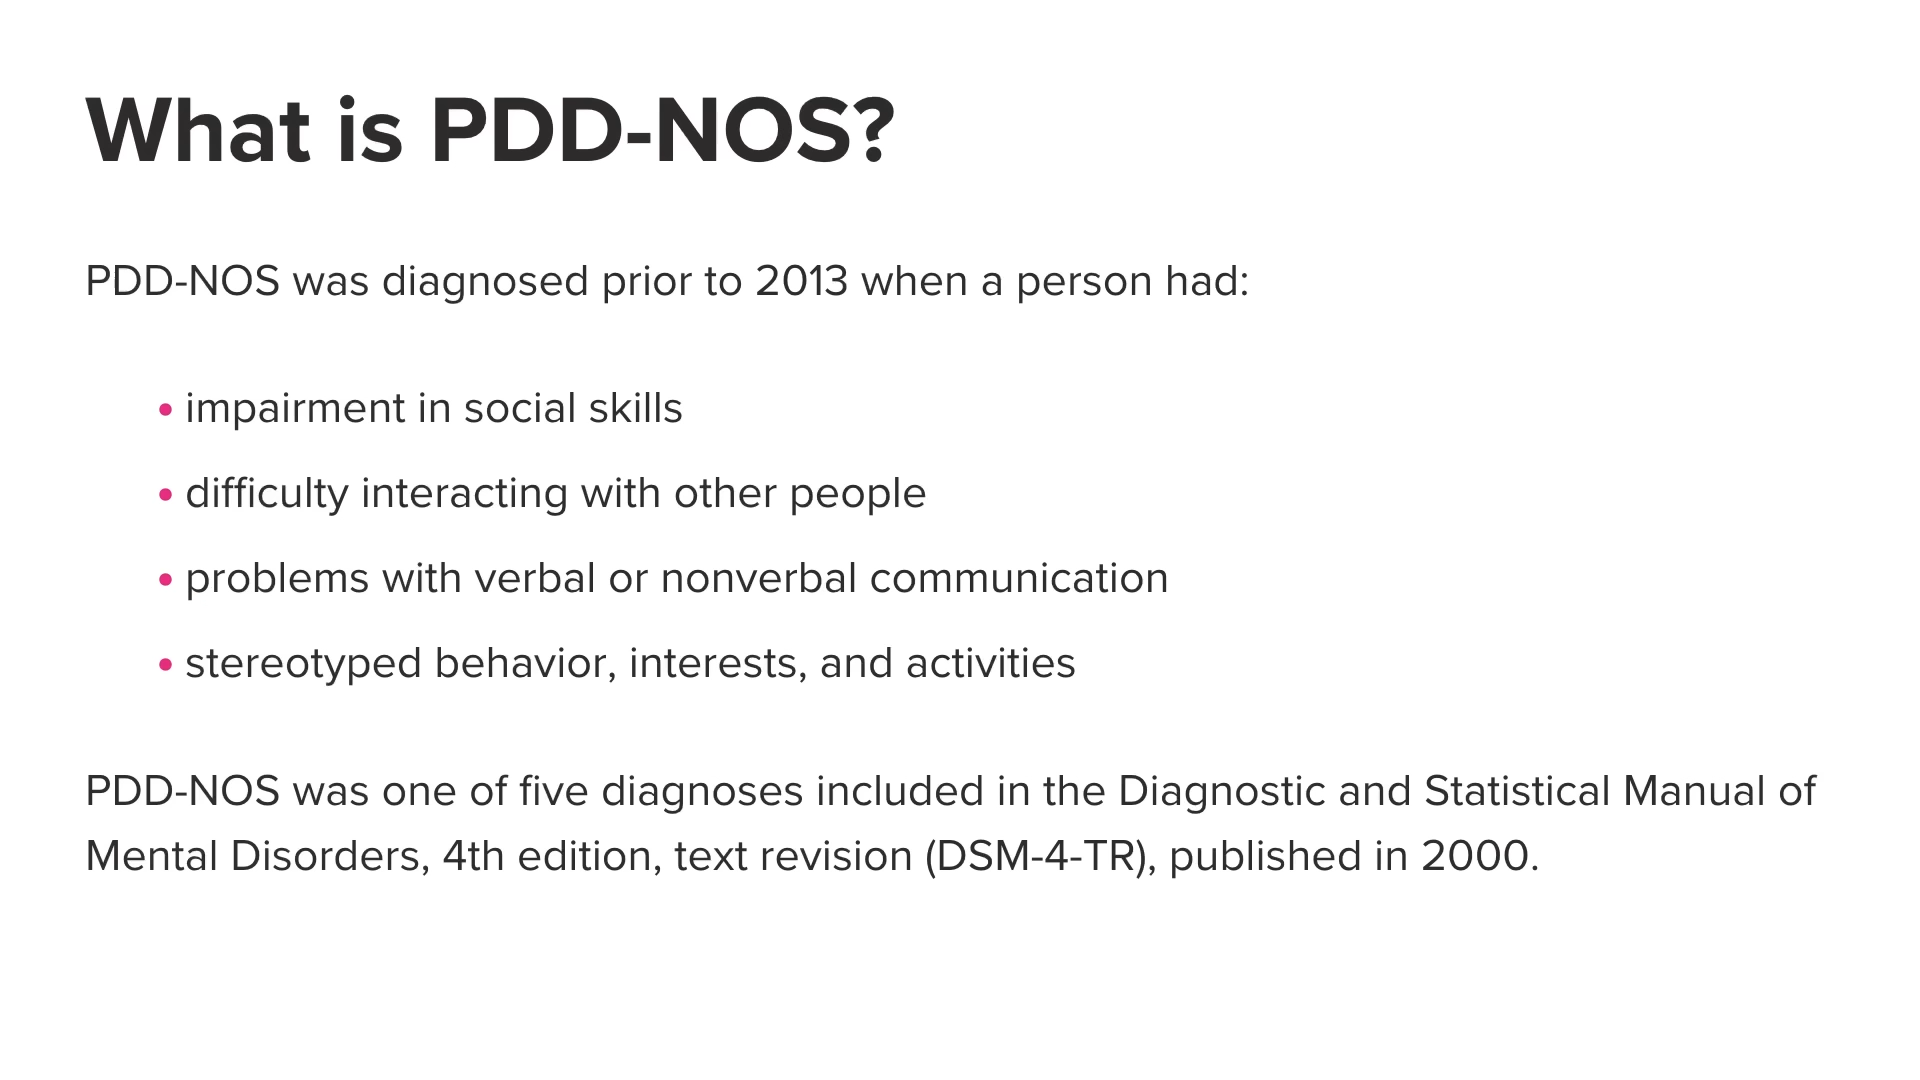 What is PDD-NOS?
PDD-NOS was diagnosed prior to 2013 when a person had:
• impairment in social skills
• difficulty interacting with other people
• problems with verbal or nonverbal communication
• stereotyped behavior, interests, and activities
PDD-NOS was one of five diagnoses included in the Diagnostic and Statistical Manual of
Mental Disorders, 4th edition, text revision (DSM-4-TR), published in 2000.